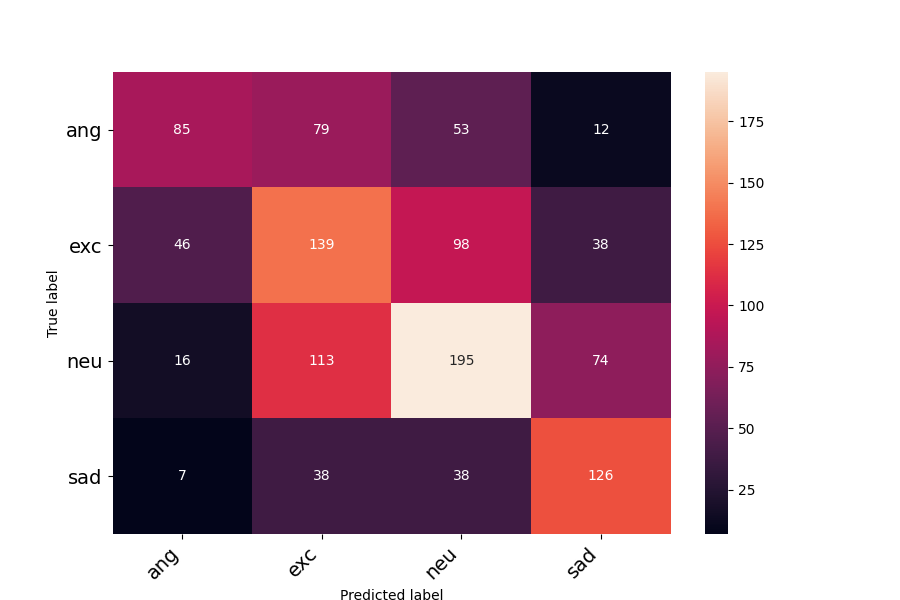 ang 85 79 53 12
exc 46 139 98 38
neu 16 113 195 74
sad 7 38 38 126
ang exc neu sad
True label
Predicted label
175
150
125
100
75
50
25